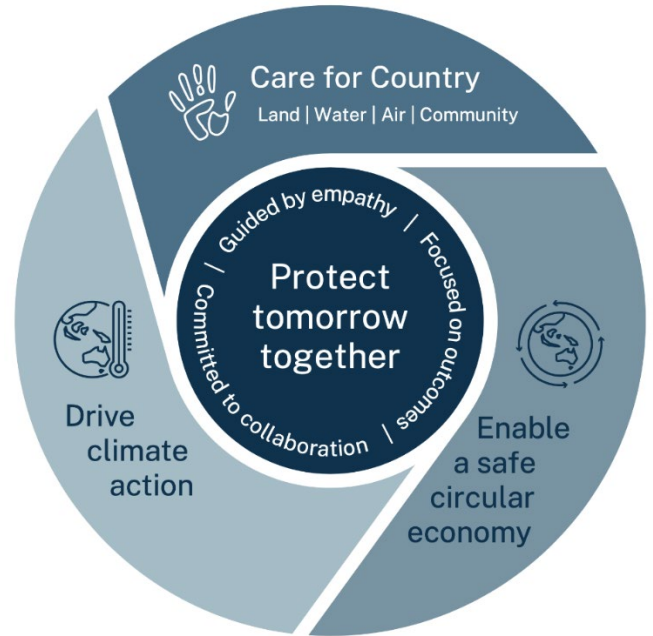 Care for Country
Land | Water | Air | Community
Guided by empathy | Focused on outcomes | Committed to collaboration |
Protect
tomorrow
together
Drive
climate
action
Enable
a safe
circular
economy